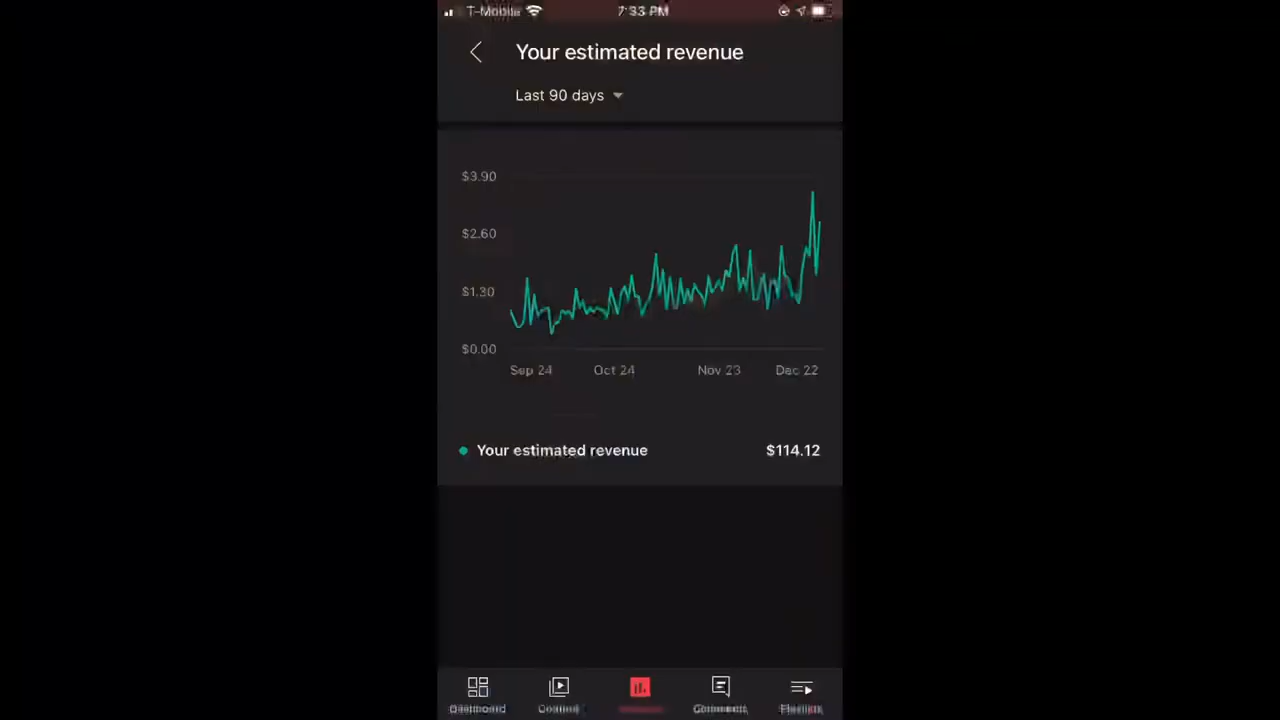 T-Mobile
7:33 PM
Your estimated revenue
Last 90 days
$3.90
$2.60
$1.30
$0.00
Sep 24
Oct 24
Nov 23
Dec 22
Your estimated revenue
$114.12
Dashboard
Content
Comments
Playlists